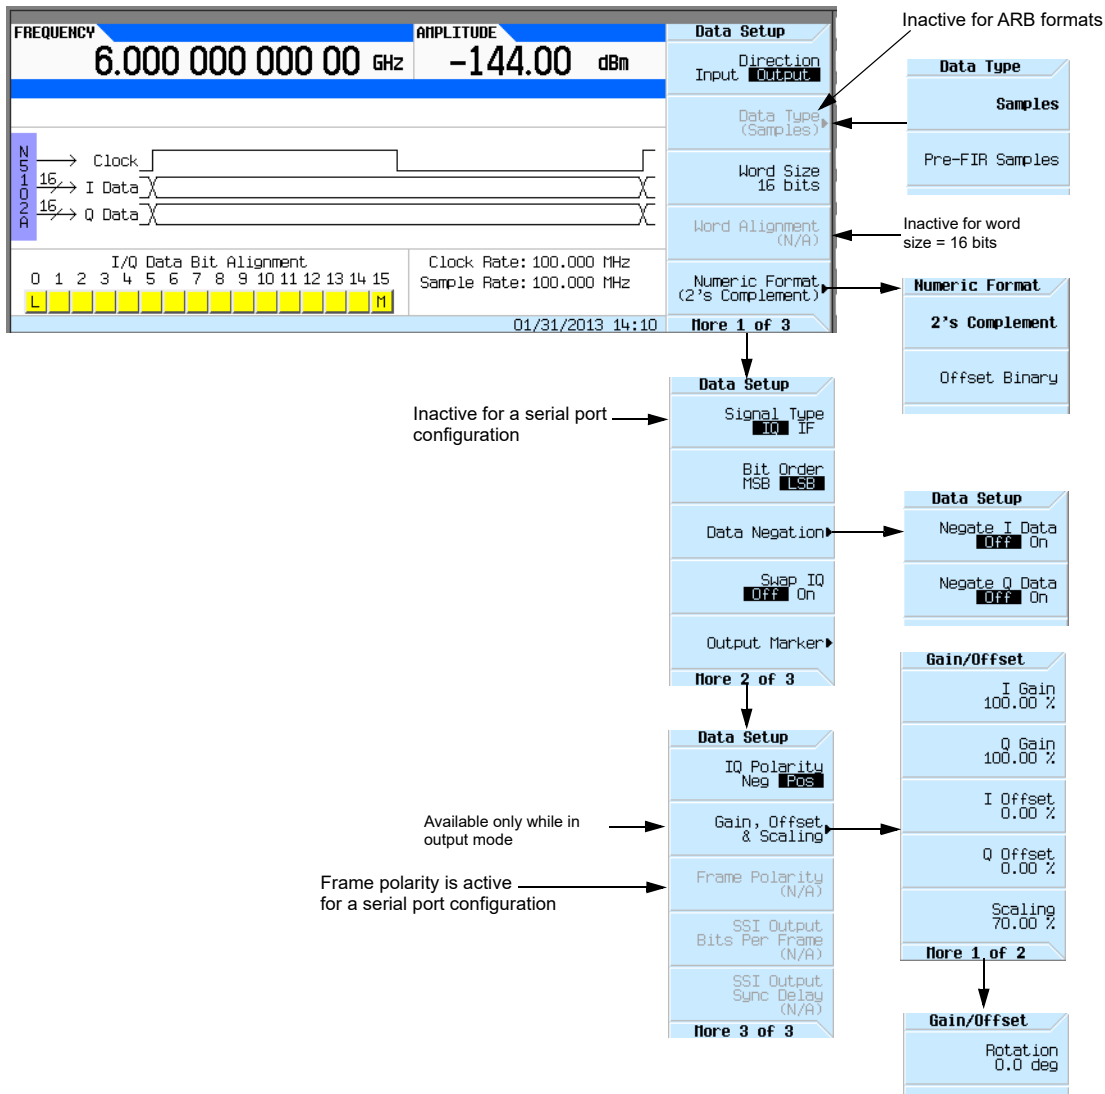 Inactive for ARB formats
FREQUENCY
6.000 000 000 00 GHz
AMPLITUDE
-144.00 dBm
Data Setup
Direction
Input Output
Data Type
(Samples)
Word Size
16 bits
Word Alignment
(N/A)
Numeric Format
(2's Complement)
More 1 of 3
Data Type
Samples
Pre-FIR Samples
Inactive for word
size = 16 bits
N5102A
Clock
16 I Data
16 Q Data
I/Q Data Bit Alignment
0 1 2 3 4 5 6 7 8 9 10 11 12 13 14 15
L M
Clock Rate: 100.000 MHz
Sample Rate: 100.000 MHz
01/31/2013 14:10
Numeric Format
2's Complement
Offset Binary
Data Setup
Inactive for a serial port
configuration
Signal Type
IQ IF
Bit Order
MSB LSB
Data Negation
Swap IQ
Off On
Output Marker
More 2 of 3
Data Setup
Negate I Data
Off On
Negate Q Data
Off On
Data Setup
IQ Polarity
Neg Pos
Available only while in
output mode
Gain, Offset
& Scaling
Frame polarity is active
for a serial port configuration
Frame Polarity
(N/A)
SSI Output
Bits Per Frame
(N/A)
SSI Output
Sync Delay
(N/A)
More 3 of 3
Gain/Offset
I Gain
100.00 %
Q Gain
100.00 %
I Offset
0.00 %
Q Offset
0.00 %
Scaling
70.00 %
More 1 of 2
Gain/Offset
Rotation
0.0 deg